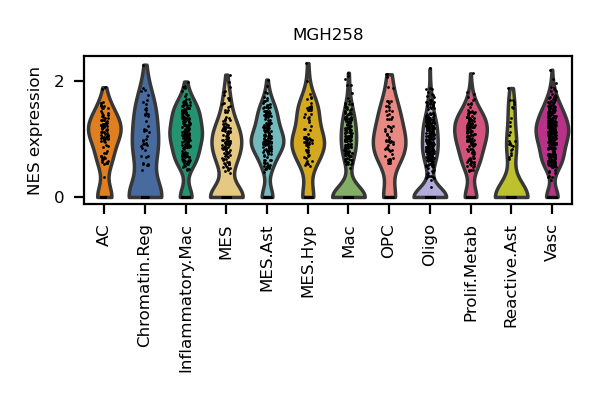 MGH258
NES expression
2
0
AC
Chromatin.Reg
Inflammatory.Mac
MES
MES.Ast
MES.Hyp
Mac
OPC
Oligo
Prolif.Metab
Reactive.Ast
Vasc